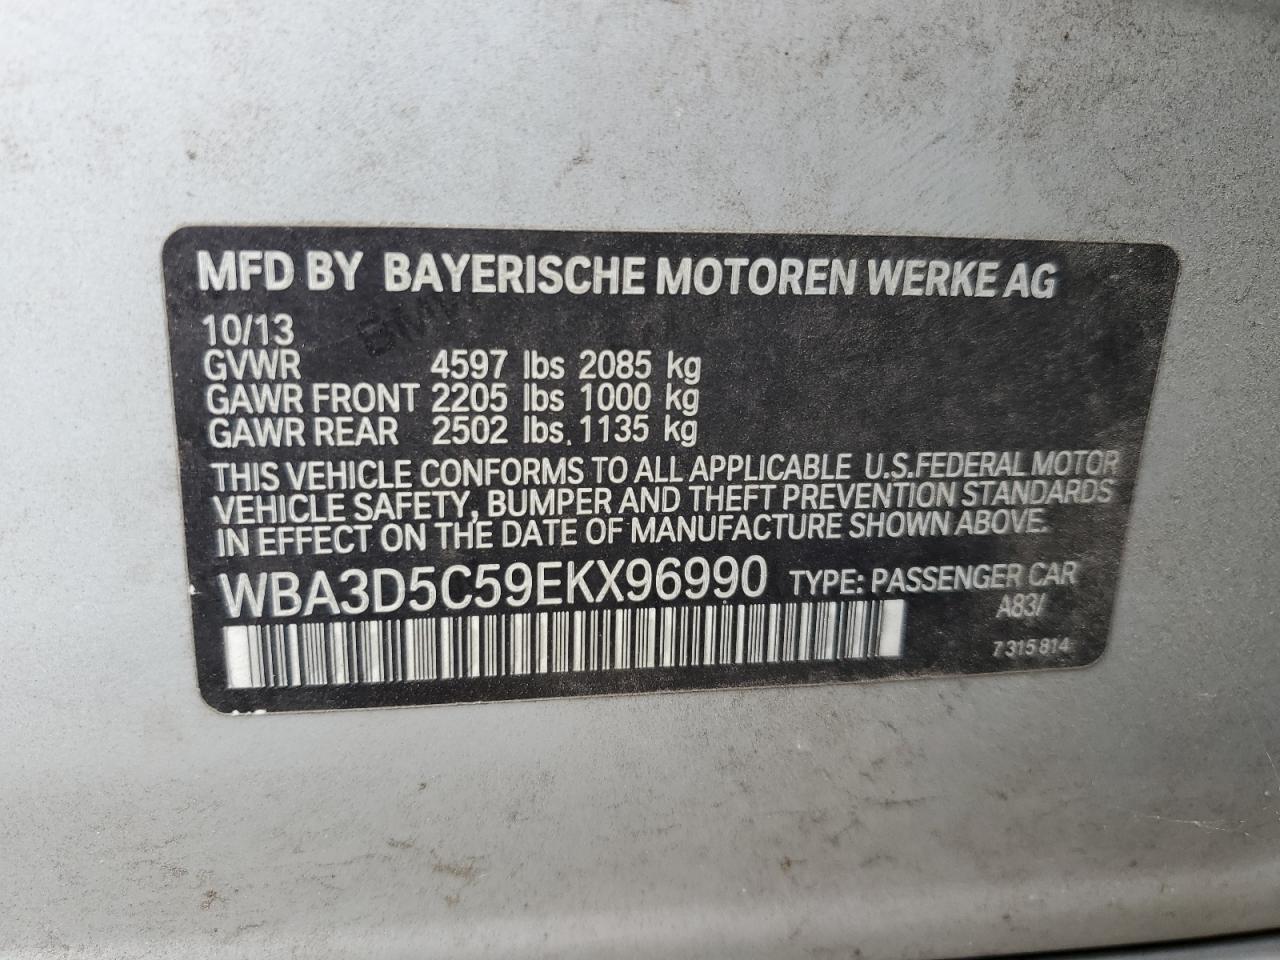 MFD BY BAYERISCHE MOTOREN WERKE AG
10/13
GVWR 4597 lbs 2085 kg
GAWR FRONT 2205 lbs 1000 kg
GAWR REAR 2502 lbs. 1135 kg
THIS VEHICLE CONFORMS TO ALL APPLICABLE U.S.FEDERAL MOTOR
VEHICLE SAFETY, BUMPER AND THEFT PREVENTION STANDARDS
IN EFFECT ON THE DATE OF MANUFACTURE SHOWN ABOVE.
WBA3D5C59EKX96990 TYPE: PASSENGER CAR
A83/
7 315 814